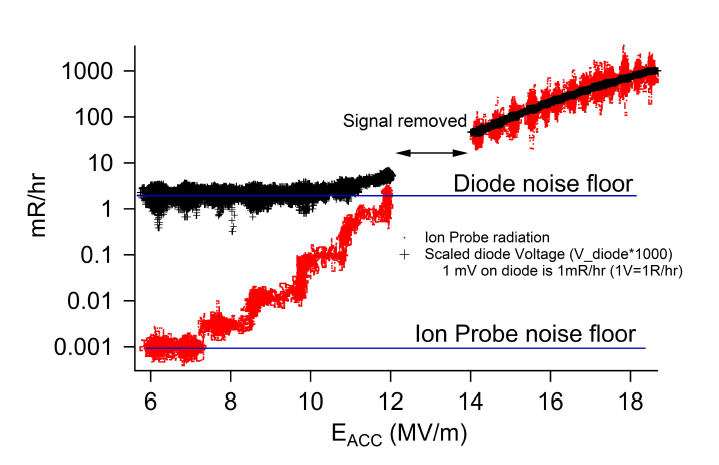 1000
100
10
1
0.1
0.01
0.001
mR/hr
Signal removed
Diode noise floor
Ion Probe radiation
Scaled diode Voltage (V_diode*1000)
1 mV on diode is 1mR/hr (1V=1R/hr)
Ion Probe noise floor
6 8 10 12 14 16 18
E_ACC (MV/m)